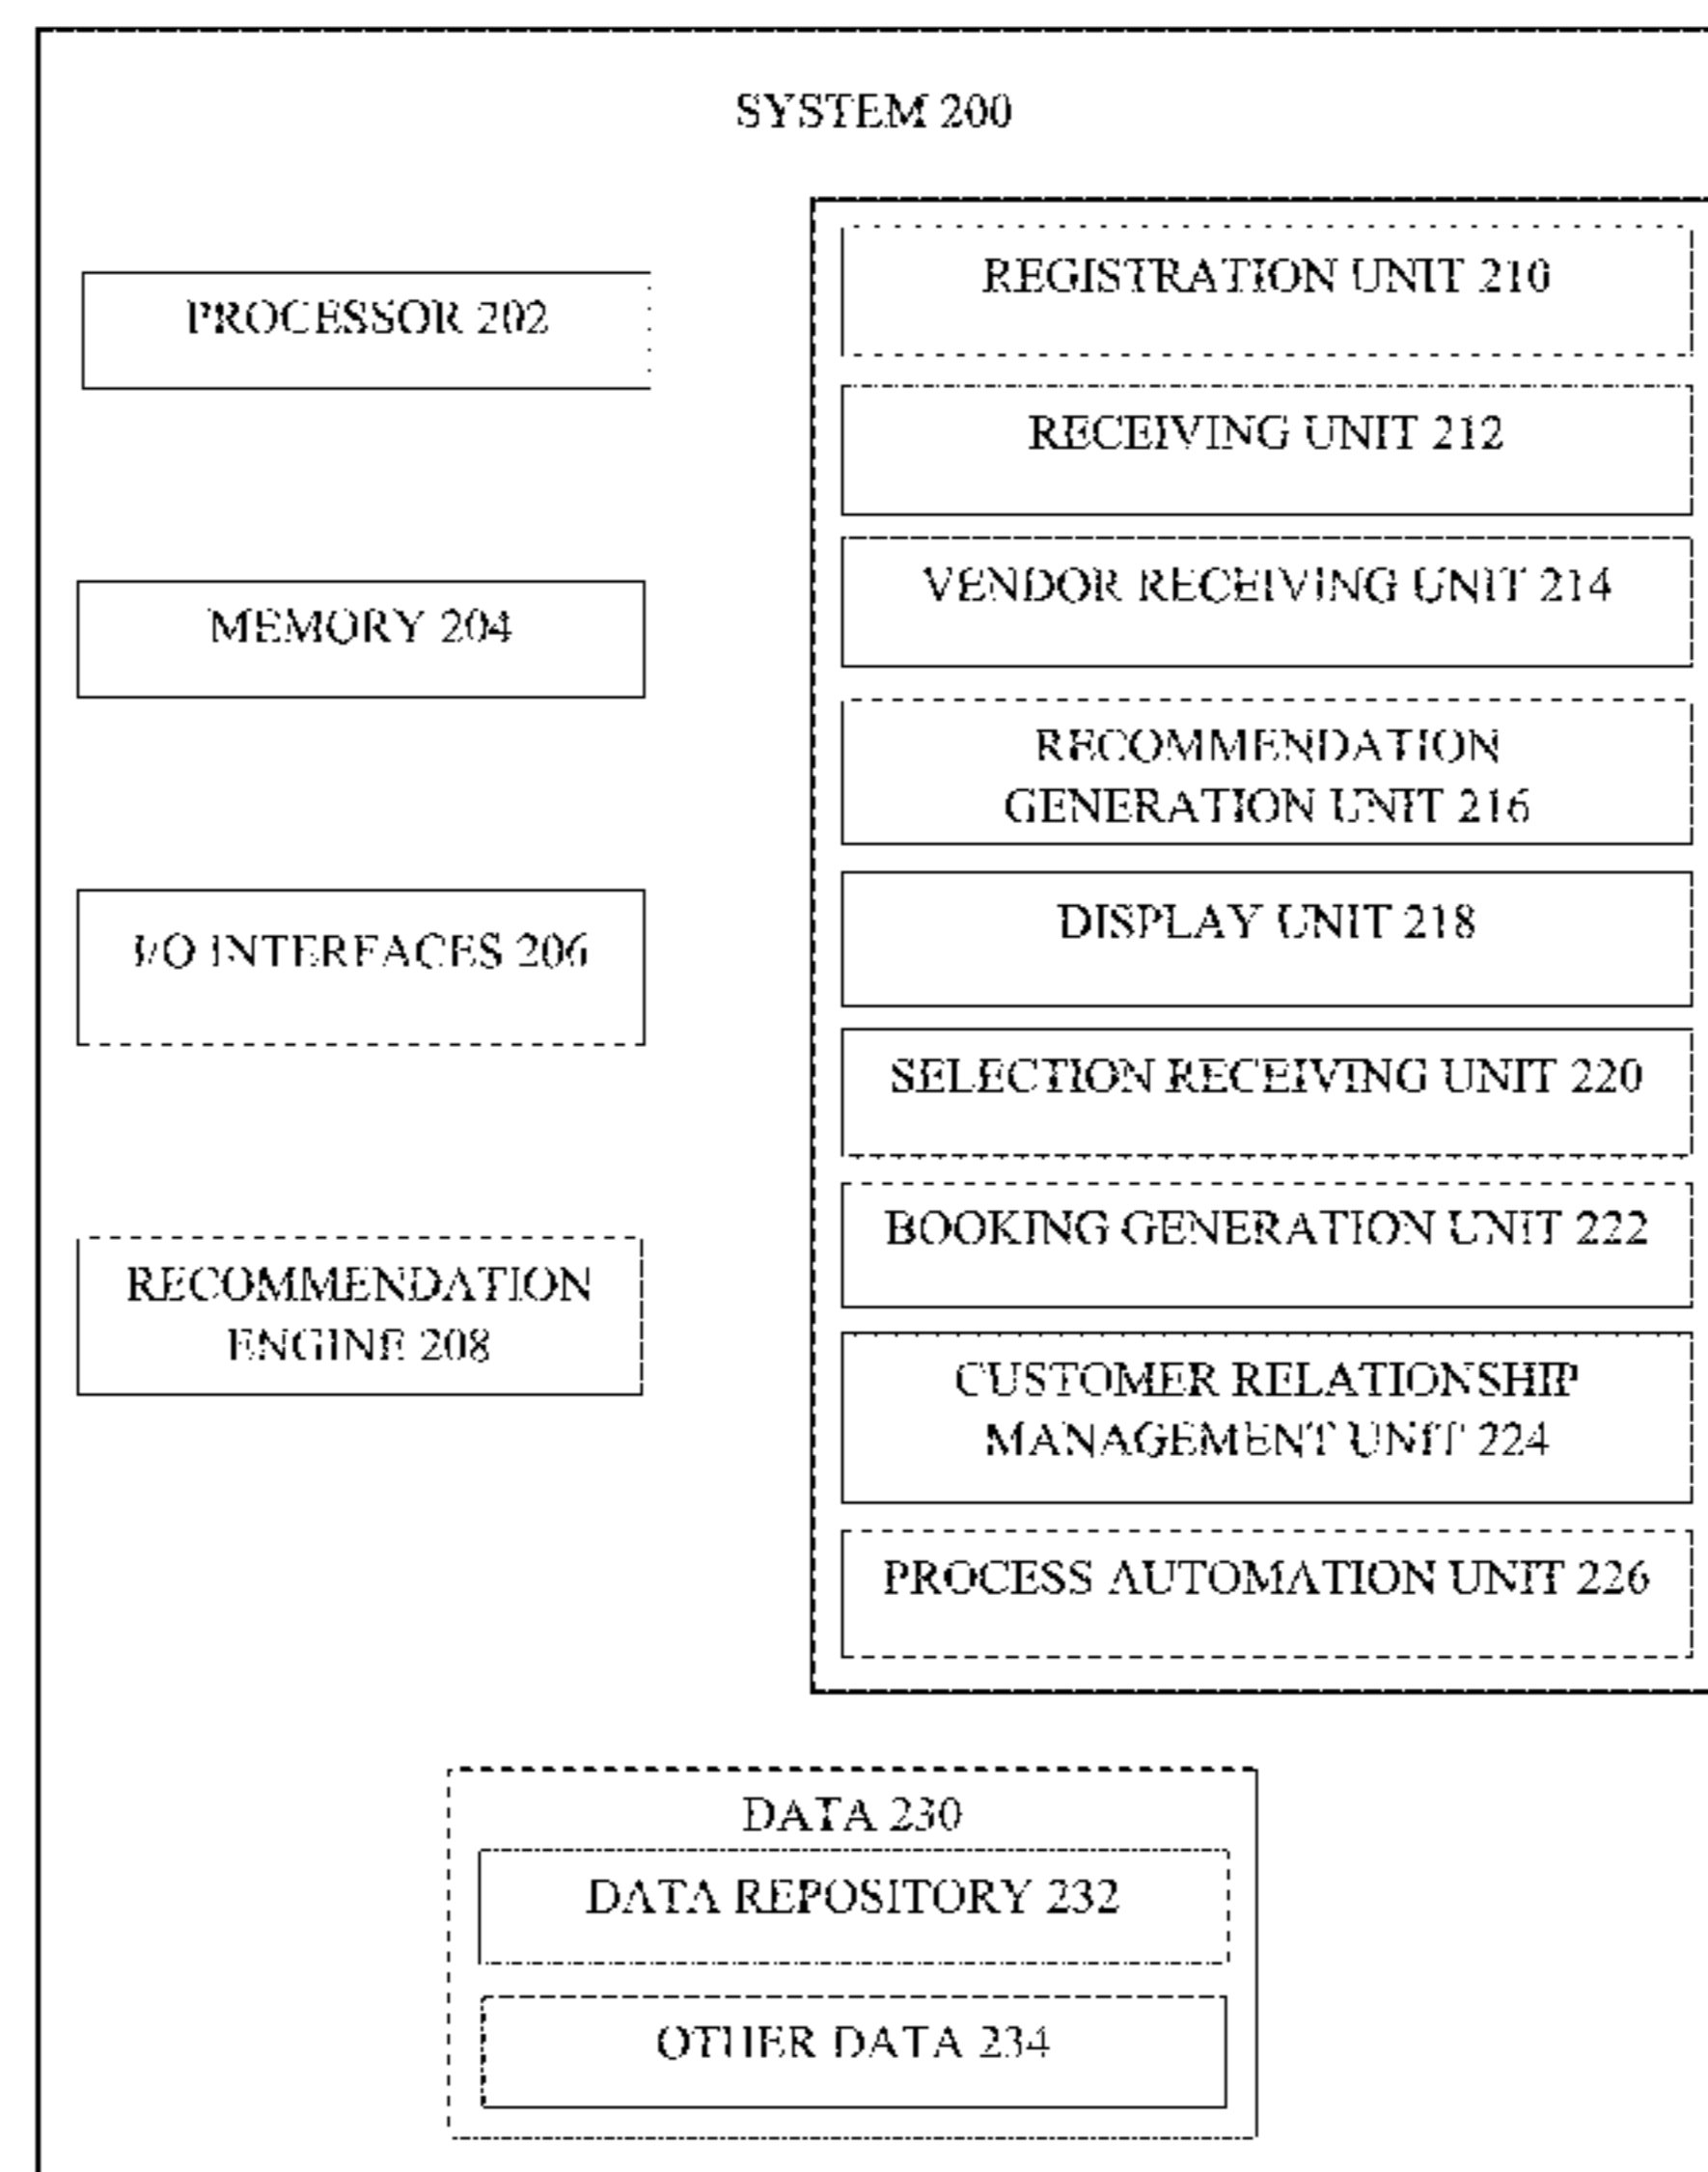 SYSTEM 200
PROCESSOR 202
MEMORY 204
I/O INTERFACES 206
RECOMMENDATION
ENGINE 208
REGISTRATION UNIT 210
RECEIVING UNIT 212
VENDOR RECEIVING UNIT 214
RECOMMENDATION
GENERATION UNIT 216
DISPLAY UNIT 218
SELECTION RECEIVING UNIT 220
BOOKING GENERATION UNIT 222
CUSTOMER RELATIONSHIP
MANAGEMENT UNIT 224
PROCESS AUTOMATION UNIT 226
DATA 230
DATA REPOSITORY 232
OTHER DATA 234